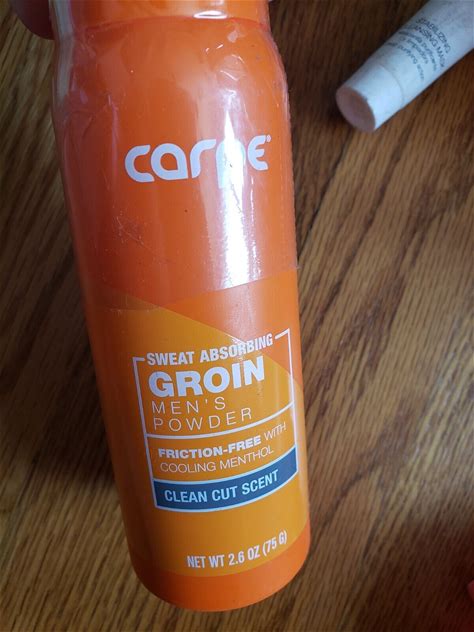 carpe
SWEAT ABSORBING
GROIN
MEN'S
POWDER
FRICTION-FREE WITH
COOLING MENTHOL
CLEAN CUT SCENT
NET WT 2.6 OZ (75 G)